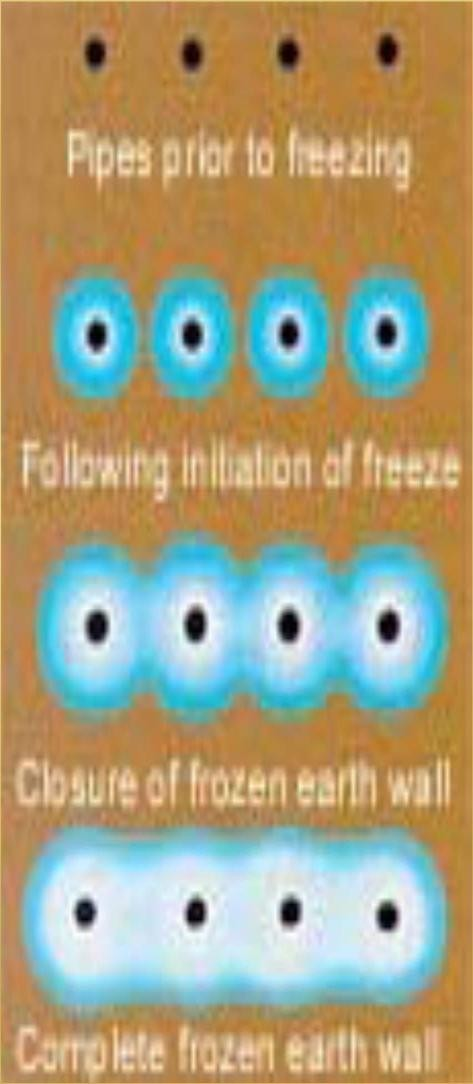 Pipes prior to freezing
Following initiation of freeze
Closure of frozen earth wall
Complete frozen earth wall